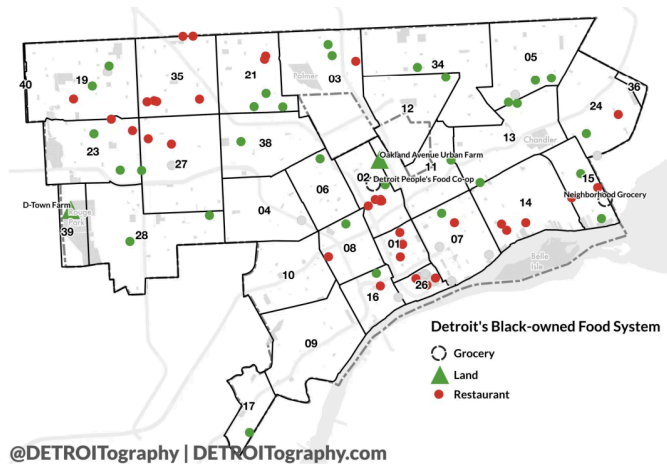 40
19
35
21
Palmer
03
34
05
36
24
12
13
Chandler
23
27
38
Oakland Avenue Urban Farm
11
02
Detroit People's Food Co-op
06
15
Neighborhood Grocery
D-Town Farm
Rouge
Park
39
04
14
28
08
01
07
Belle
Isle
10
26
16
09
17
Detroit's Black-owned Food System
Grocery
Land
Restaurant
@DETROITography | DETROITography.com